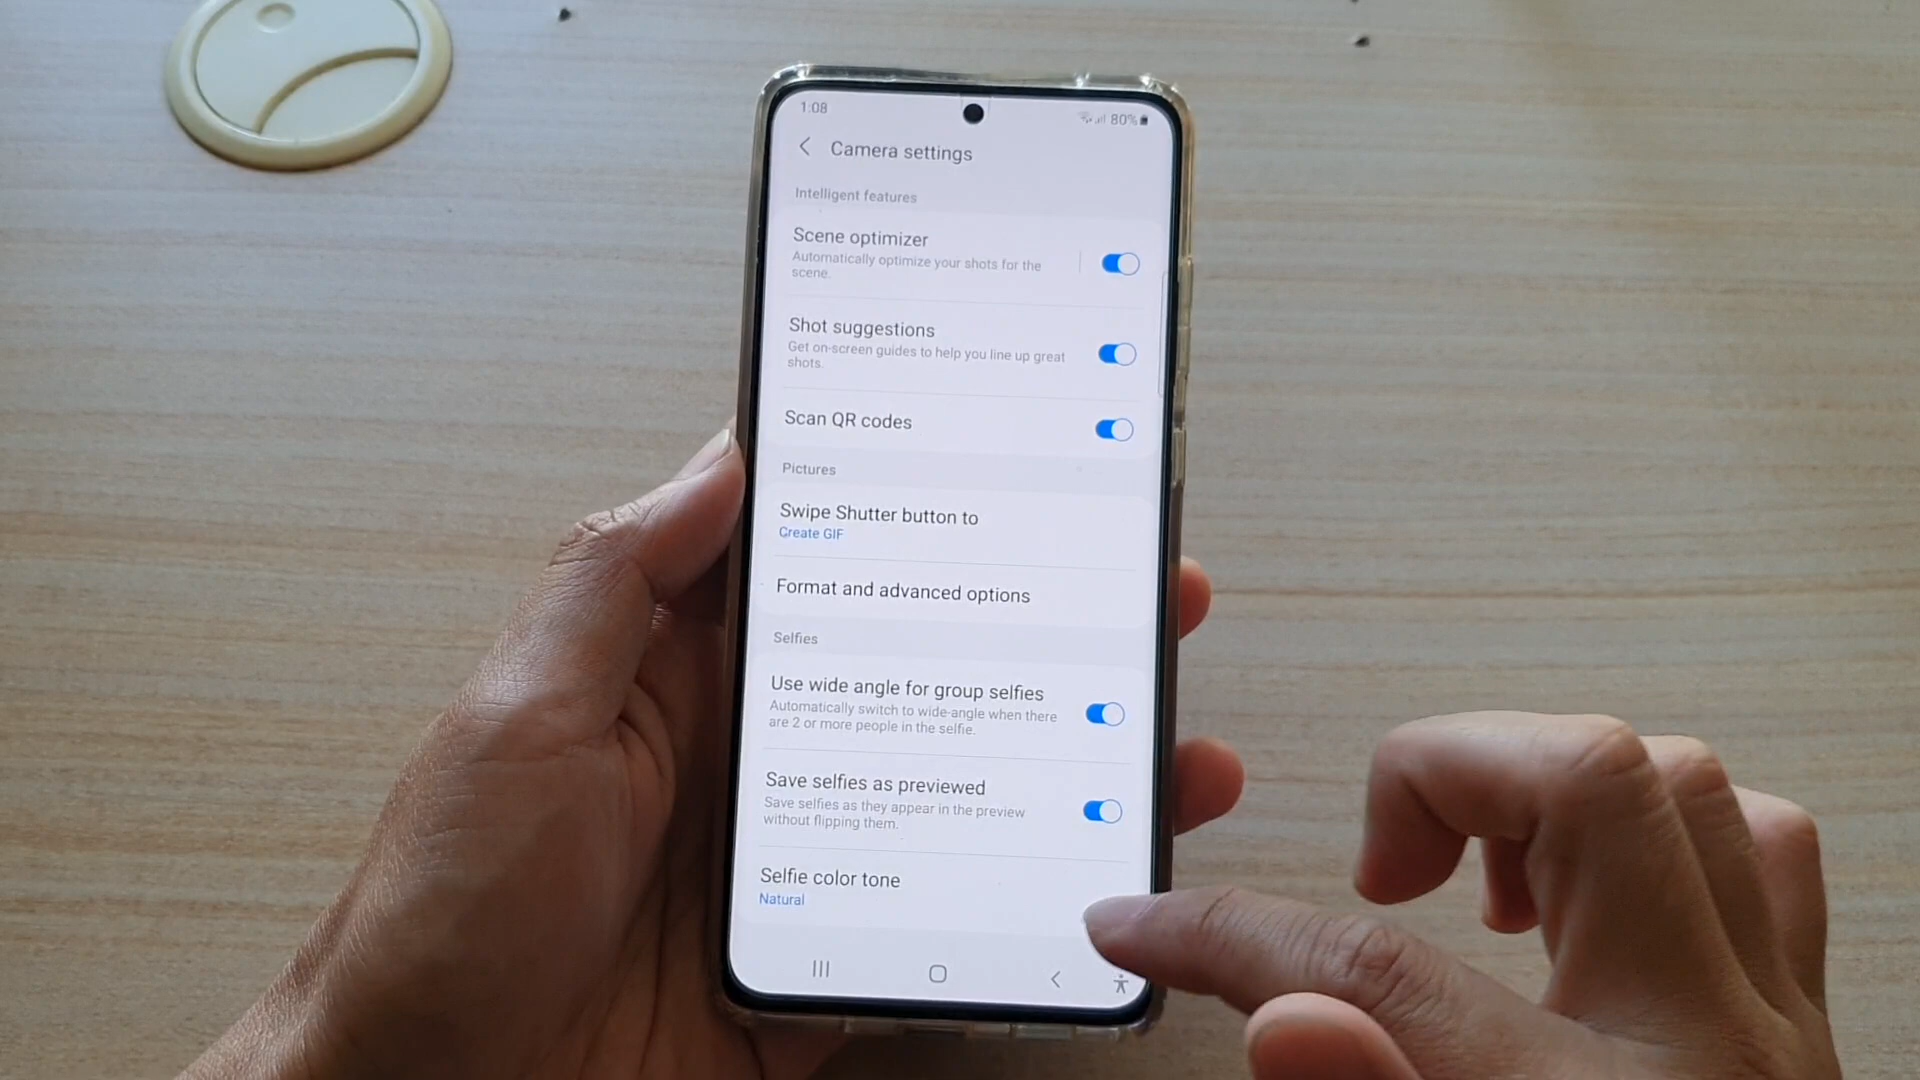 1:08
80%
Camera settings
Intelligent features
Scene optimizer
Automatically optimize your shots for the
scene.
Shot suggestions
Get on-screen guides to help you line up great
shots.
Scan QR codes
Pictures
Swipe Shutter button to
Create GIF
Format and advanced options
Selfies
Use wide angle for group selfies
Automatically switch to wide-angle when there
are 2 or more people in the selfie.
Save selfies as previewed
Save selfies as they appear in the preview
without flipping them.
Selfie color tone
Natural